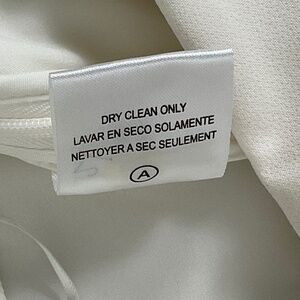 DRY CLEAN ONLY
LAVAR EN SECO SOLAMENTE
NETTOYER A SEC SEULEMENT
A